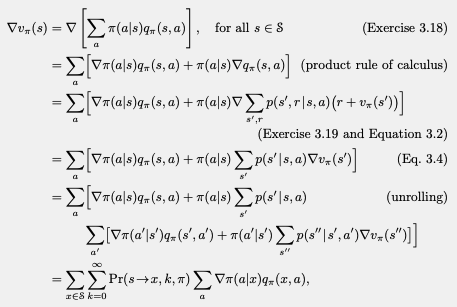 ∇v_π(s) = ∇ [ ∑_a π(a|s)q_π(s, a) ], for all s ∈ 𝒮 (Exercise 3.18)
= ∑_a [ ∇π(a|s)q_π(s, a) + π(a|s)∇q_π(s, a) ] (product rule of calculus)
= ∑_a [ ∇π(a|s)q_π(s, a) + π(a|s)∇ ∑_{s′,r} p(s′, r|s, a)(r + v_π(s′)) ]
(Exercise 3.19 and Equation 3.2)
= ∑_a [ ∇π(a|s)q_π(s, a) + π(a|s) ∑_{s′} p(s′|s, a)∇v_π(s′) ] (Eq. 3.4)
= ∑_a [ ∇π(a|s)q_π(s, a) + π(a|s) ∑_{s′} p(s′|s, a) (unrolling)
∑_{a′} [ ∇π(a′|s′)q_π(s′, a′) + π(a′|s′) ∑_{s″} p(s″|s′, a′)∇v_π(s″) ] ]
= ∑_{x∈𝒮} ∑_{k=0}^{∞} Pr(s→x, k, π) ∑_a ∇π(a|x)q_π(x, a),